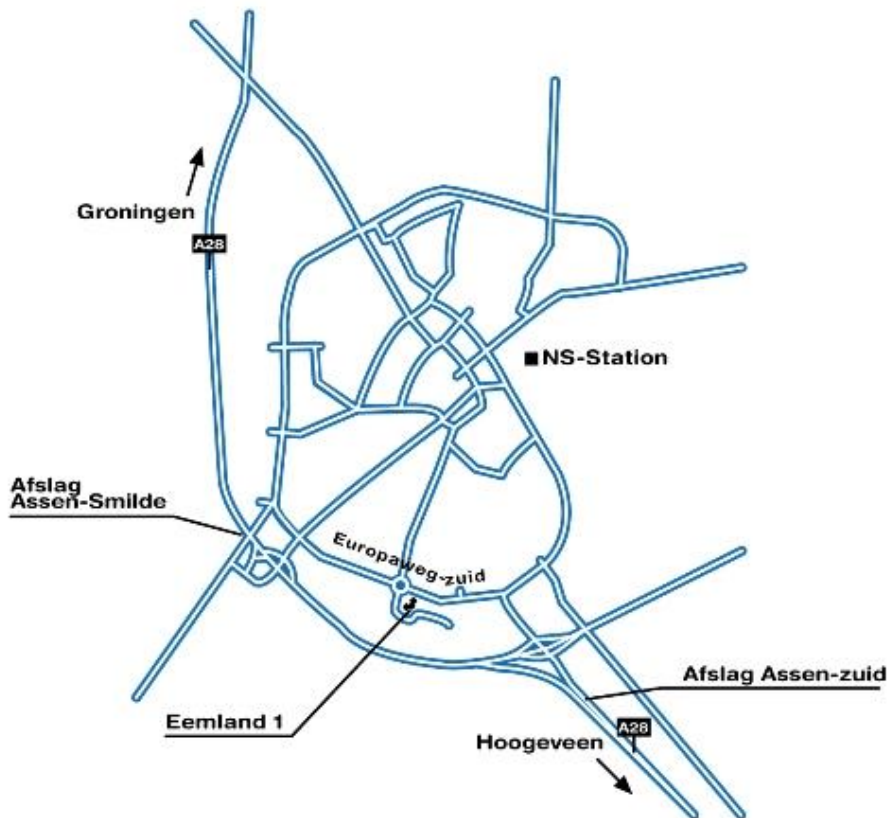 Groningen
A28
NS-Station
Afslag
Assen-Smilde
Europaweg-zuid
Afslag Assen-zuid
Eemland 1
A28
Hoogeveen